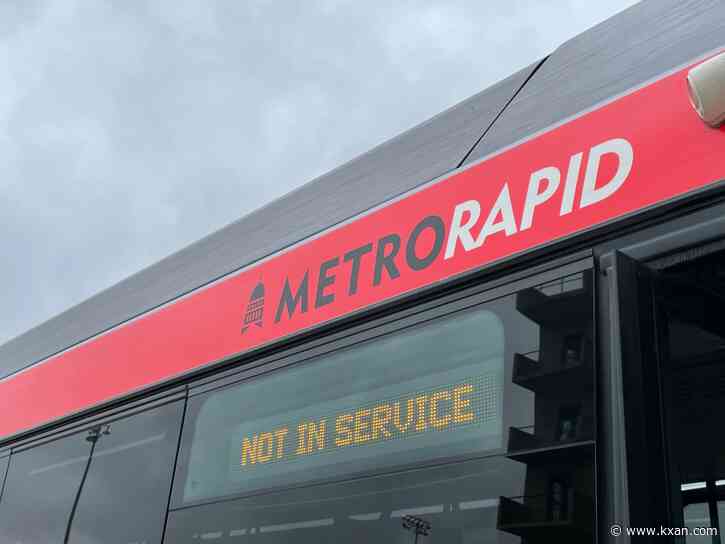 METRORAPID
NOT IN SERVICE
www.kxan.com